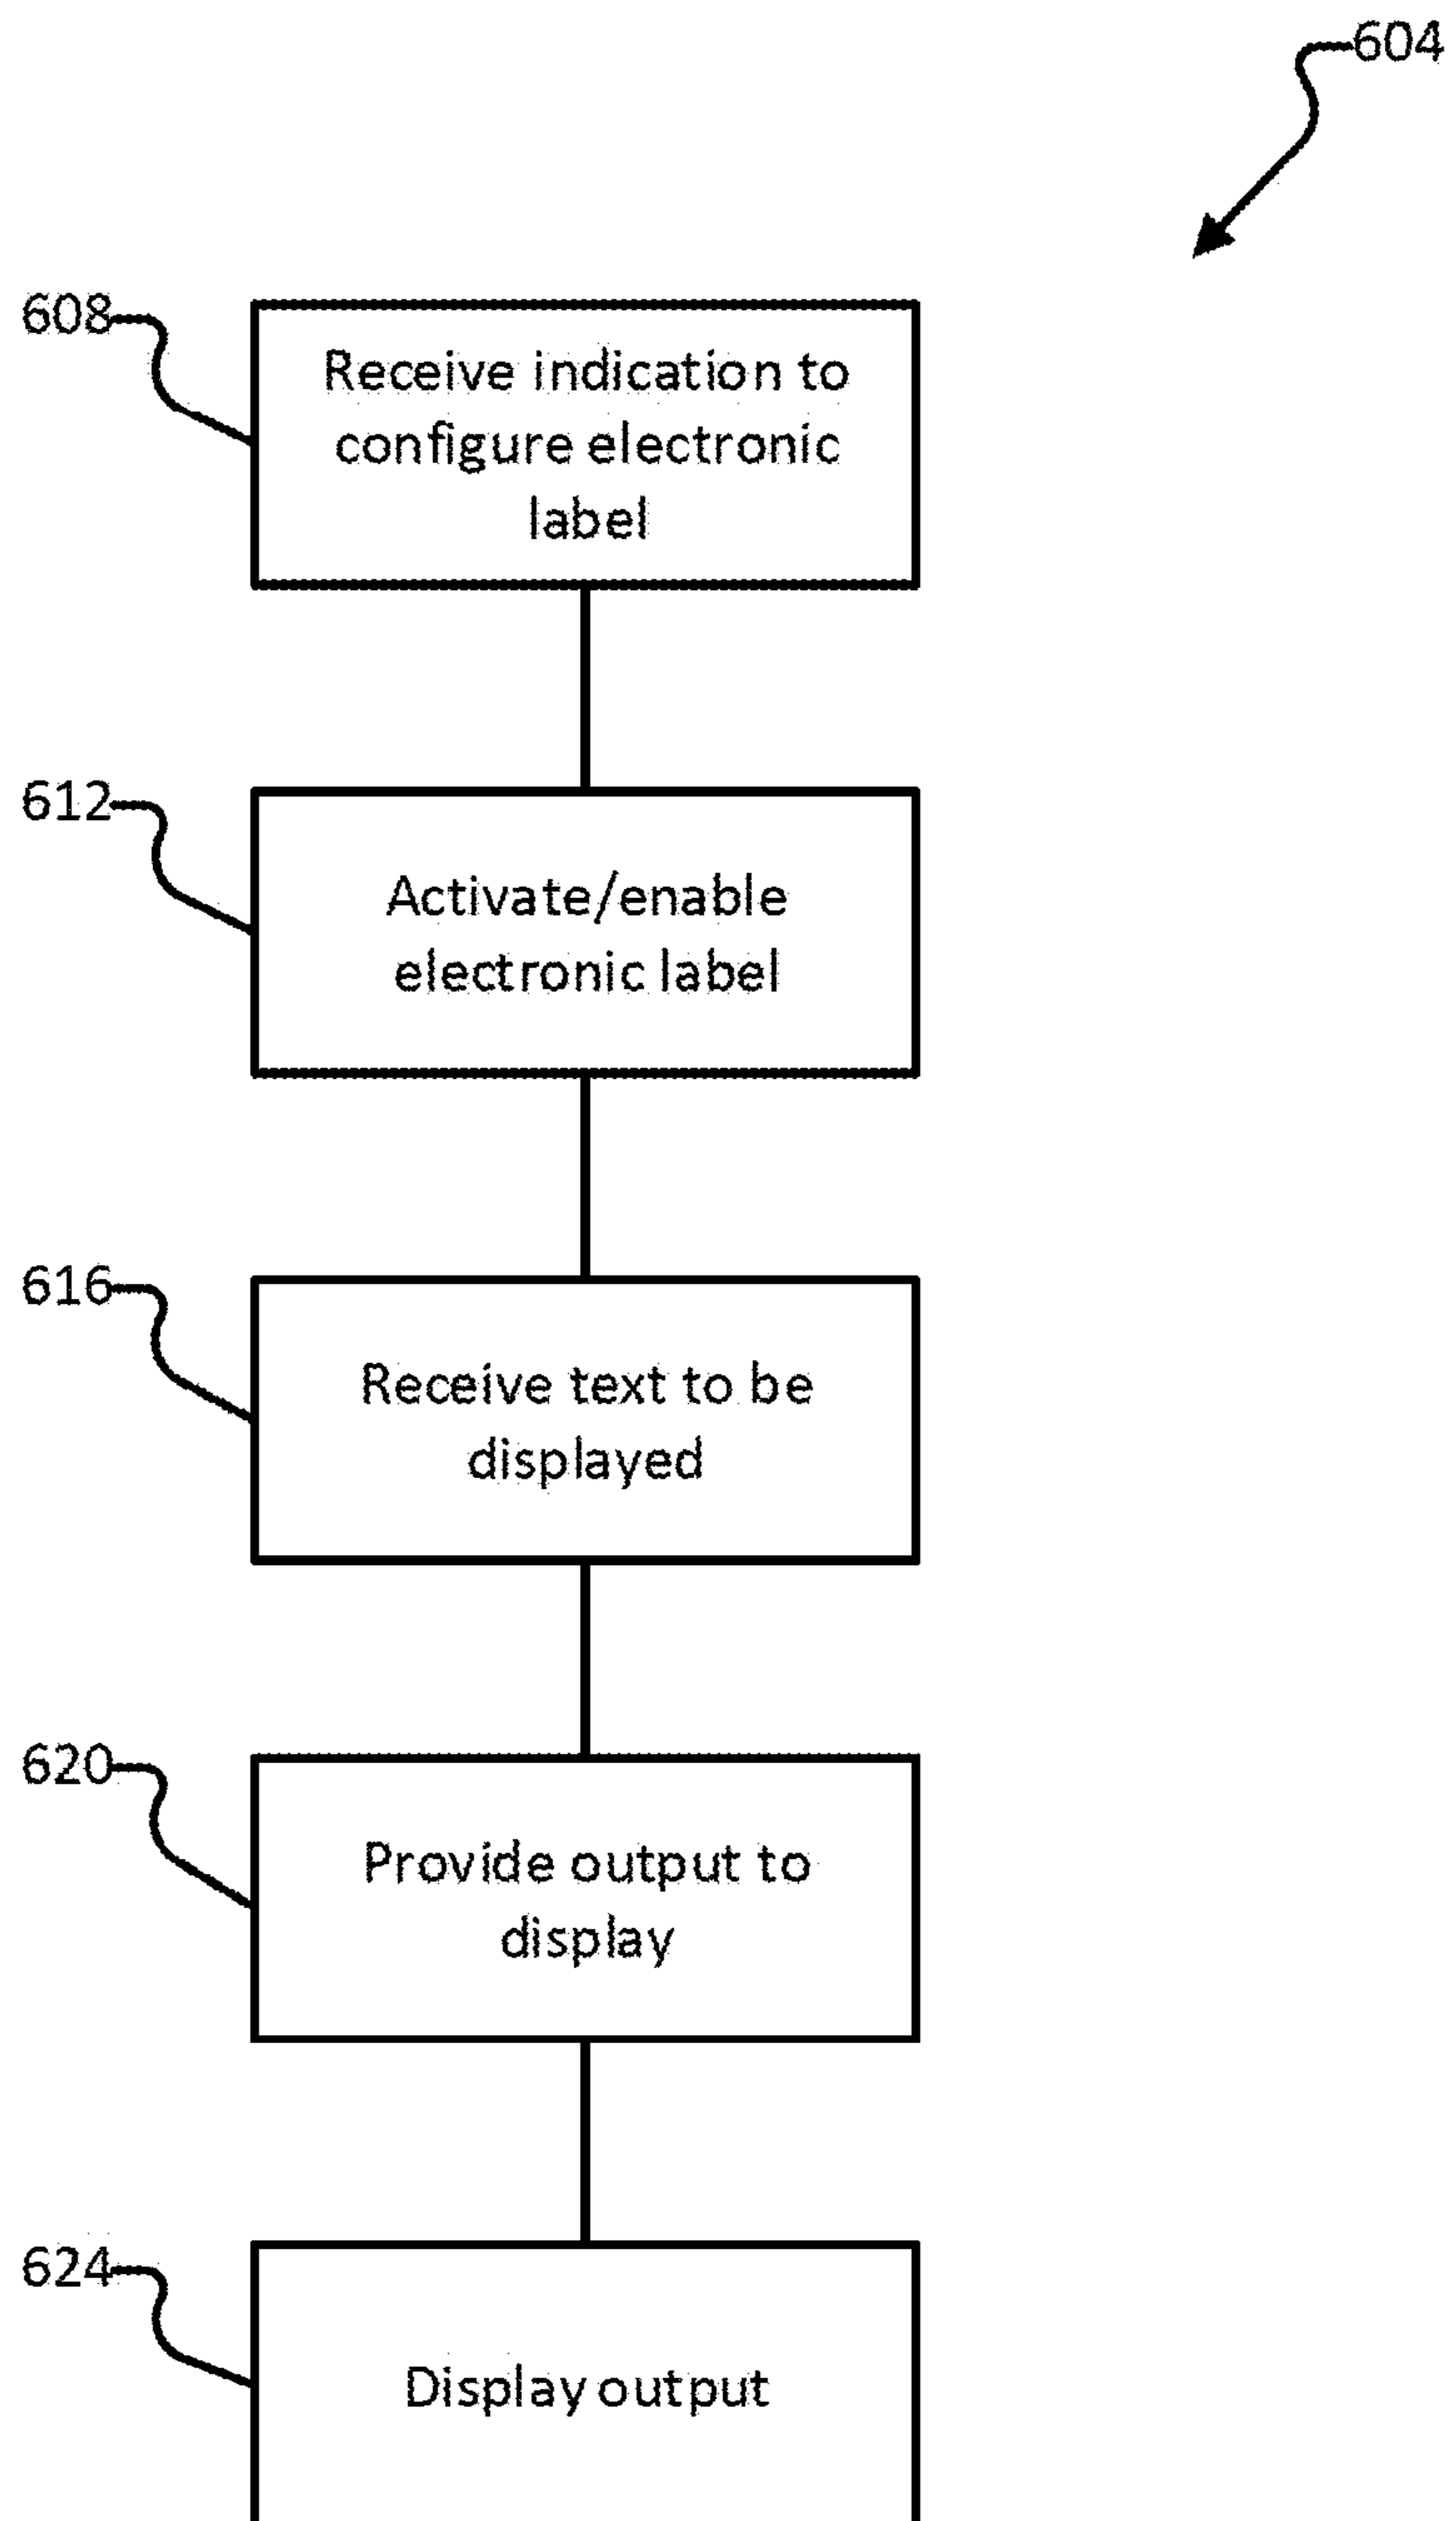 604
608
Receive indication to
configure electronic
label
612
Activate/enable
electronic label
616
Receive text to be
displayed
620
Provide output to
display
624
Display output